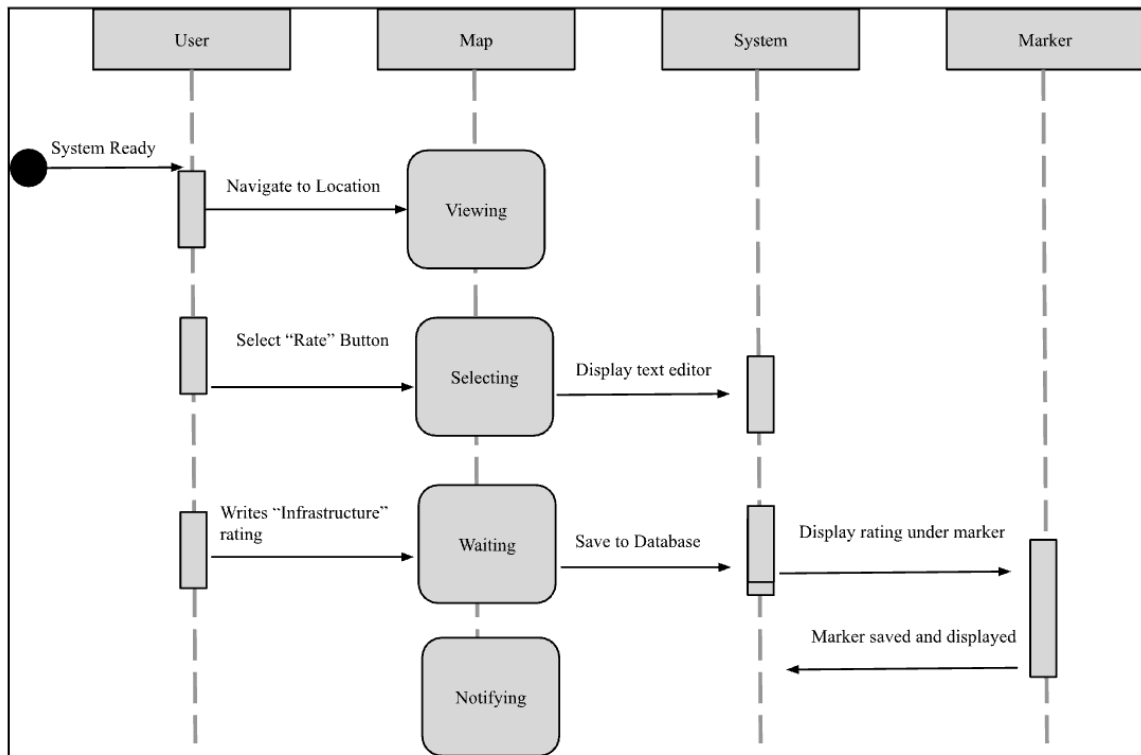 User
Map
System
Marker
System Ready
Navigate to Location
Viewing
Select “Rate” Button
Selecting
Display text editor
Writes “Infrastructure”
rating
Waiting
Save to Database
Display rating under marker
Marker saved and displayed
Notifying